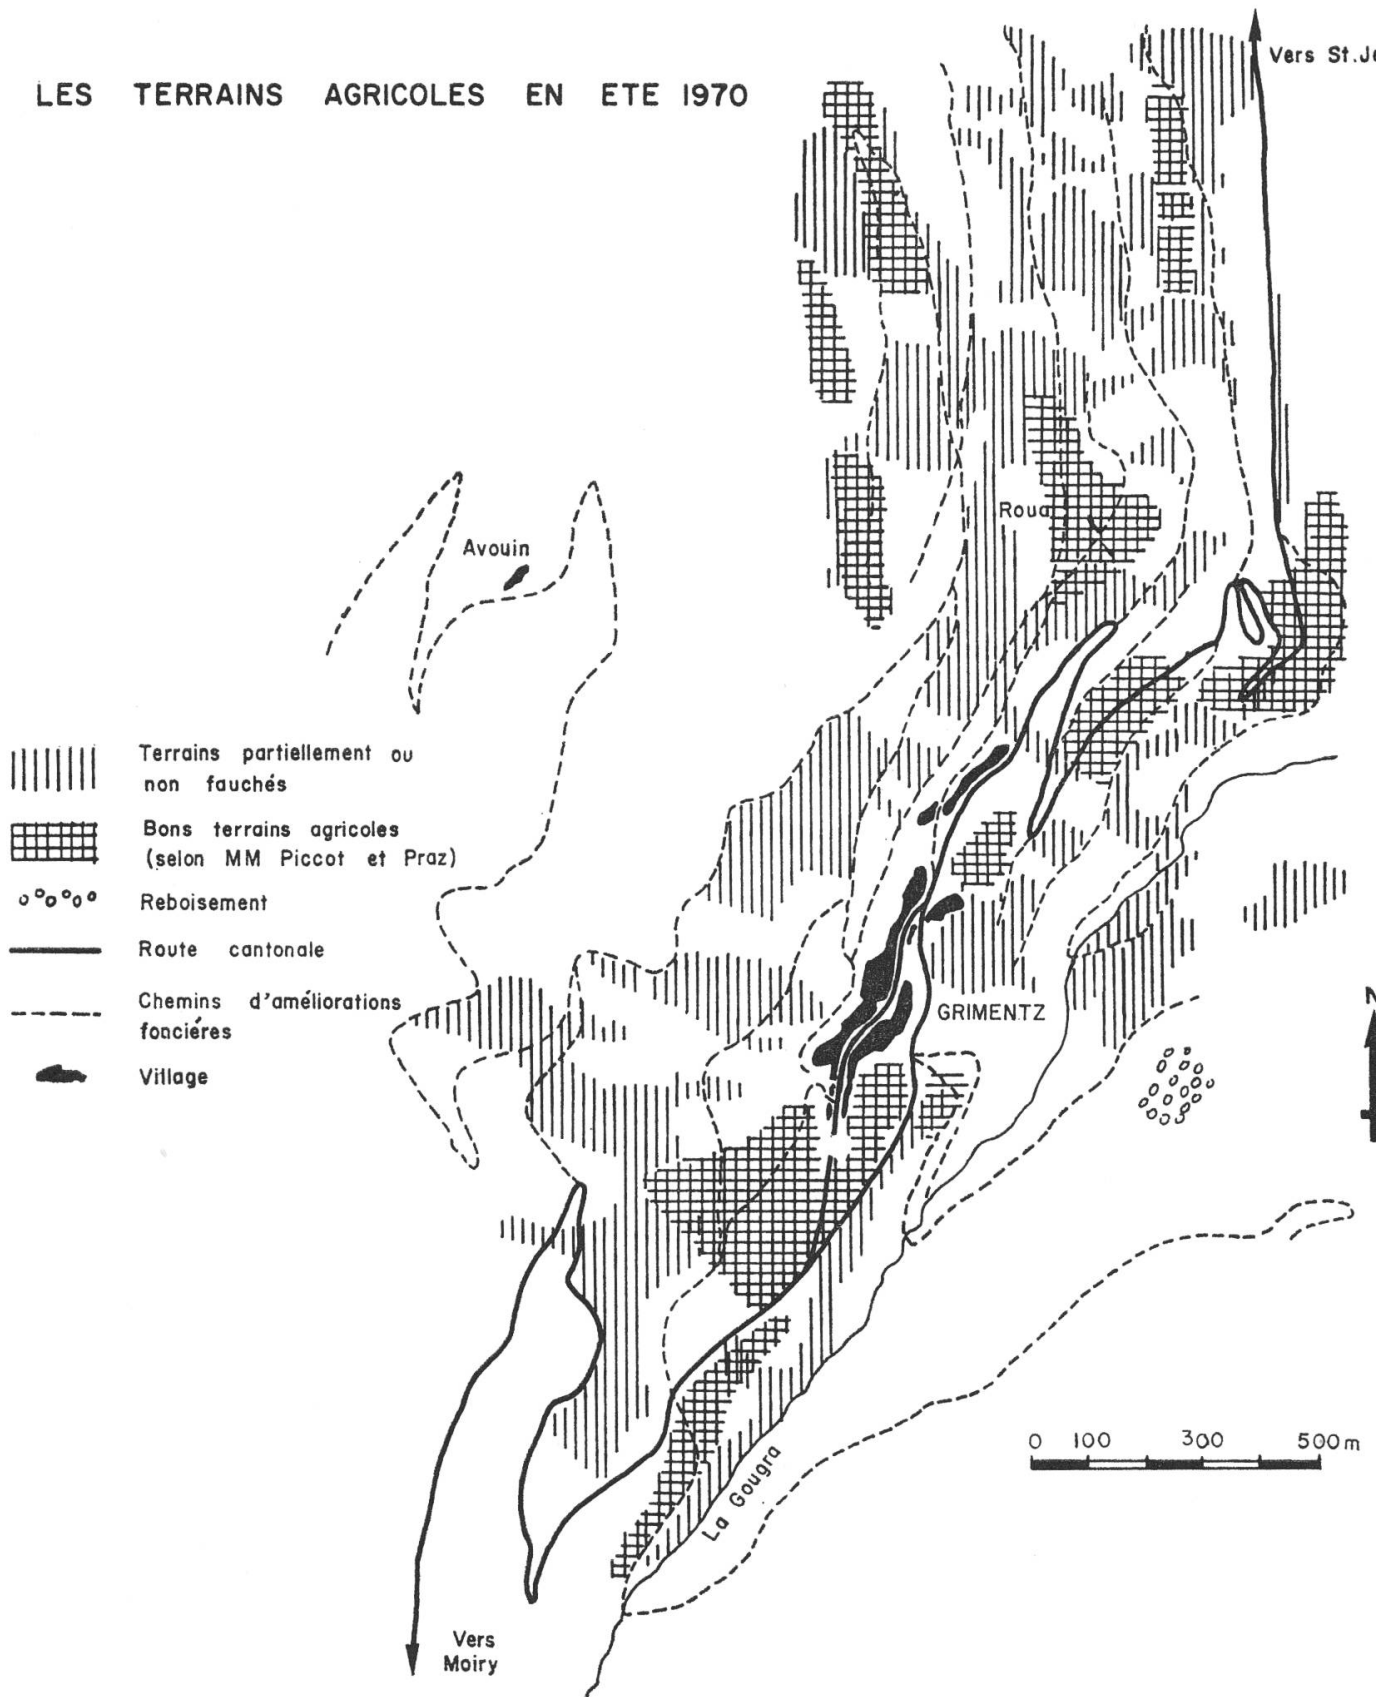 LES TERRAINS AGRICOLES EN ETE 1970
Vers St.Je
Avouin
Roua
Terrains partiellement ou
non fauchés
Bons terrains agricoles
(selon MM Piccot et Praz)
Reboisement
Route cantonale
Chemins d'améliorations
fonciéres
Village
GRIMENTZ
N
0 100 300 500m
La Gougra
Vers
Moiry